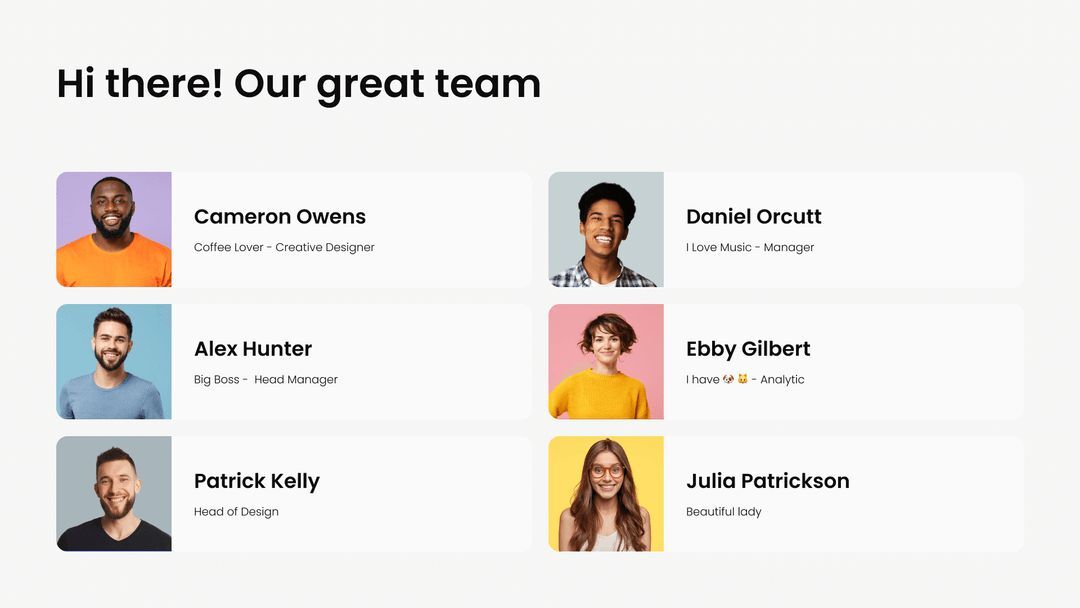 Hi there! Our great team
Cameron Owens
Coffee Lover - Creative Designer
Daniel Orcutt
I Love Music - Manager
Alex Hunter
Big Boss -  Head Manager
Ebby Gilbert
I have 🐶 🐱 - Analytic
Patrick Kelly
Head of Design
Julia Patrickson
Beautiful lady